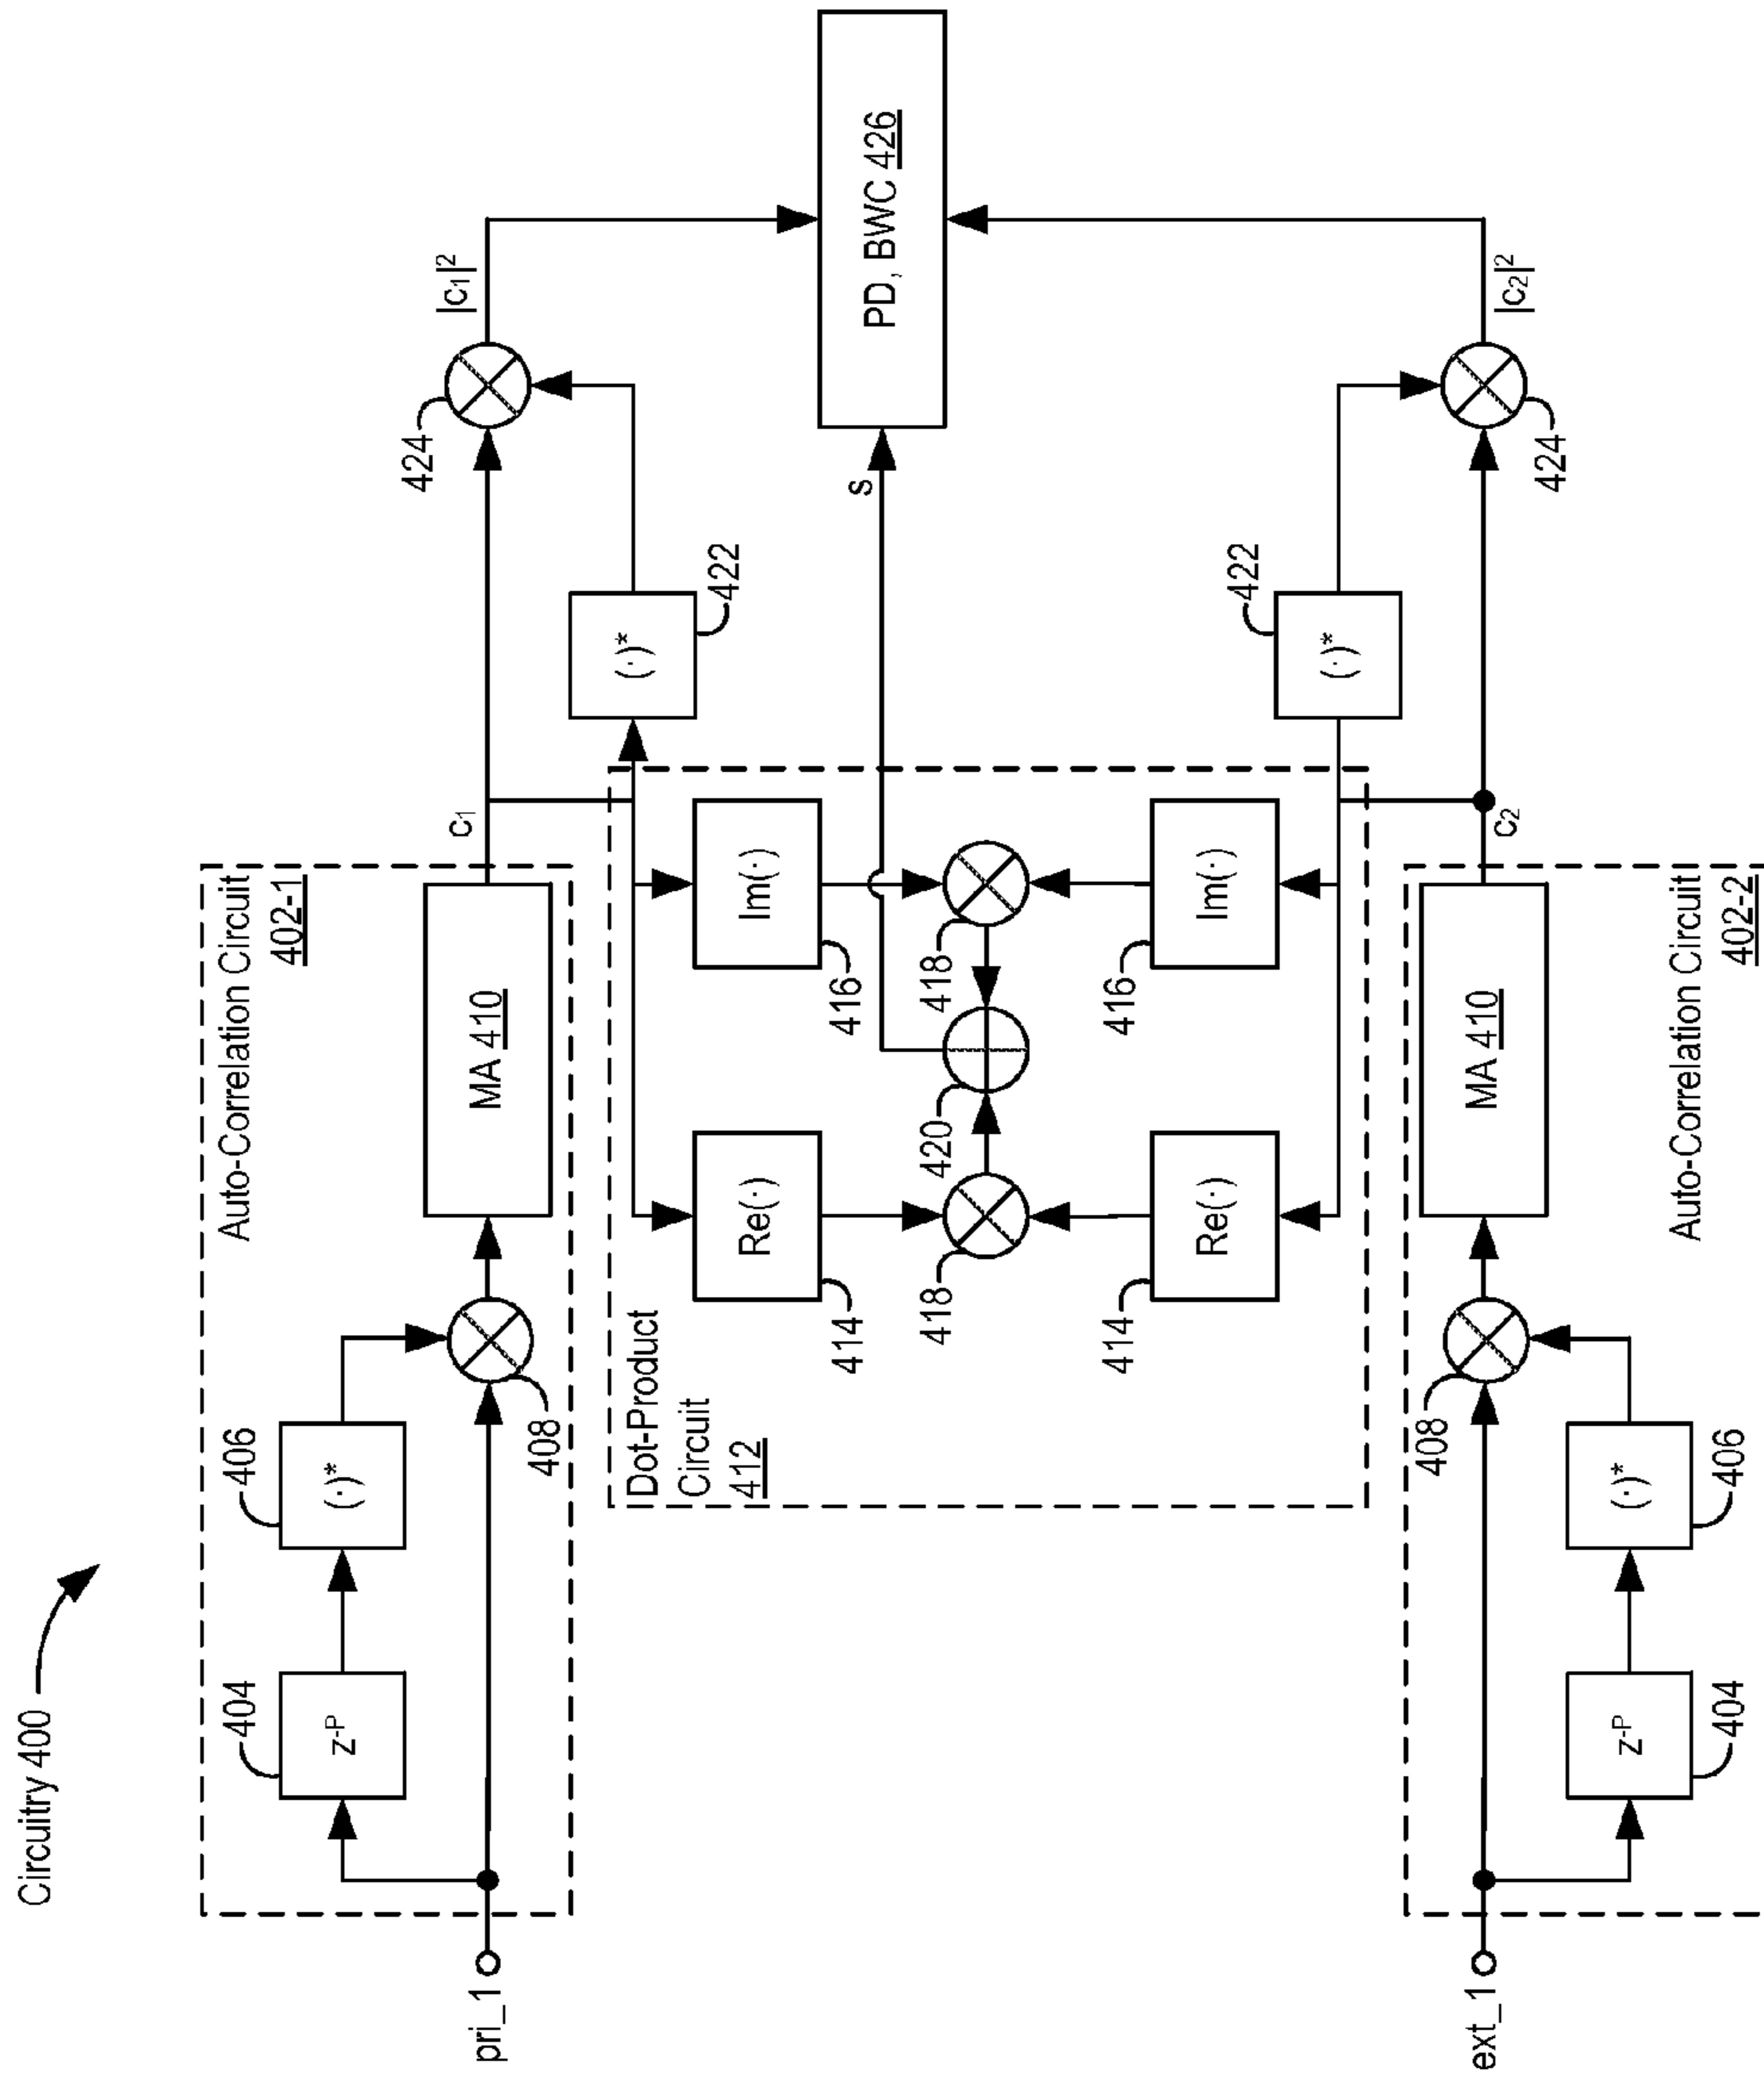 Circuitry 400
Auto-Correlation Circuit
402-1
404
z-P
406
(·)*
408
MA 410
pri_1
c1
424
|c1|²
422
(·)*
Dot-Product
Circuit
412
Re(·)
414
Im(·)
416
418
420
418
s
PD, BWC 426
414
Re(·)
416
Im(·)
422
(·)*
424
|c2|²
c2
ext_1
408
MA 410
z-P
404
(·)*
406
Auto-Correlation Circuit
402-2